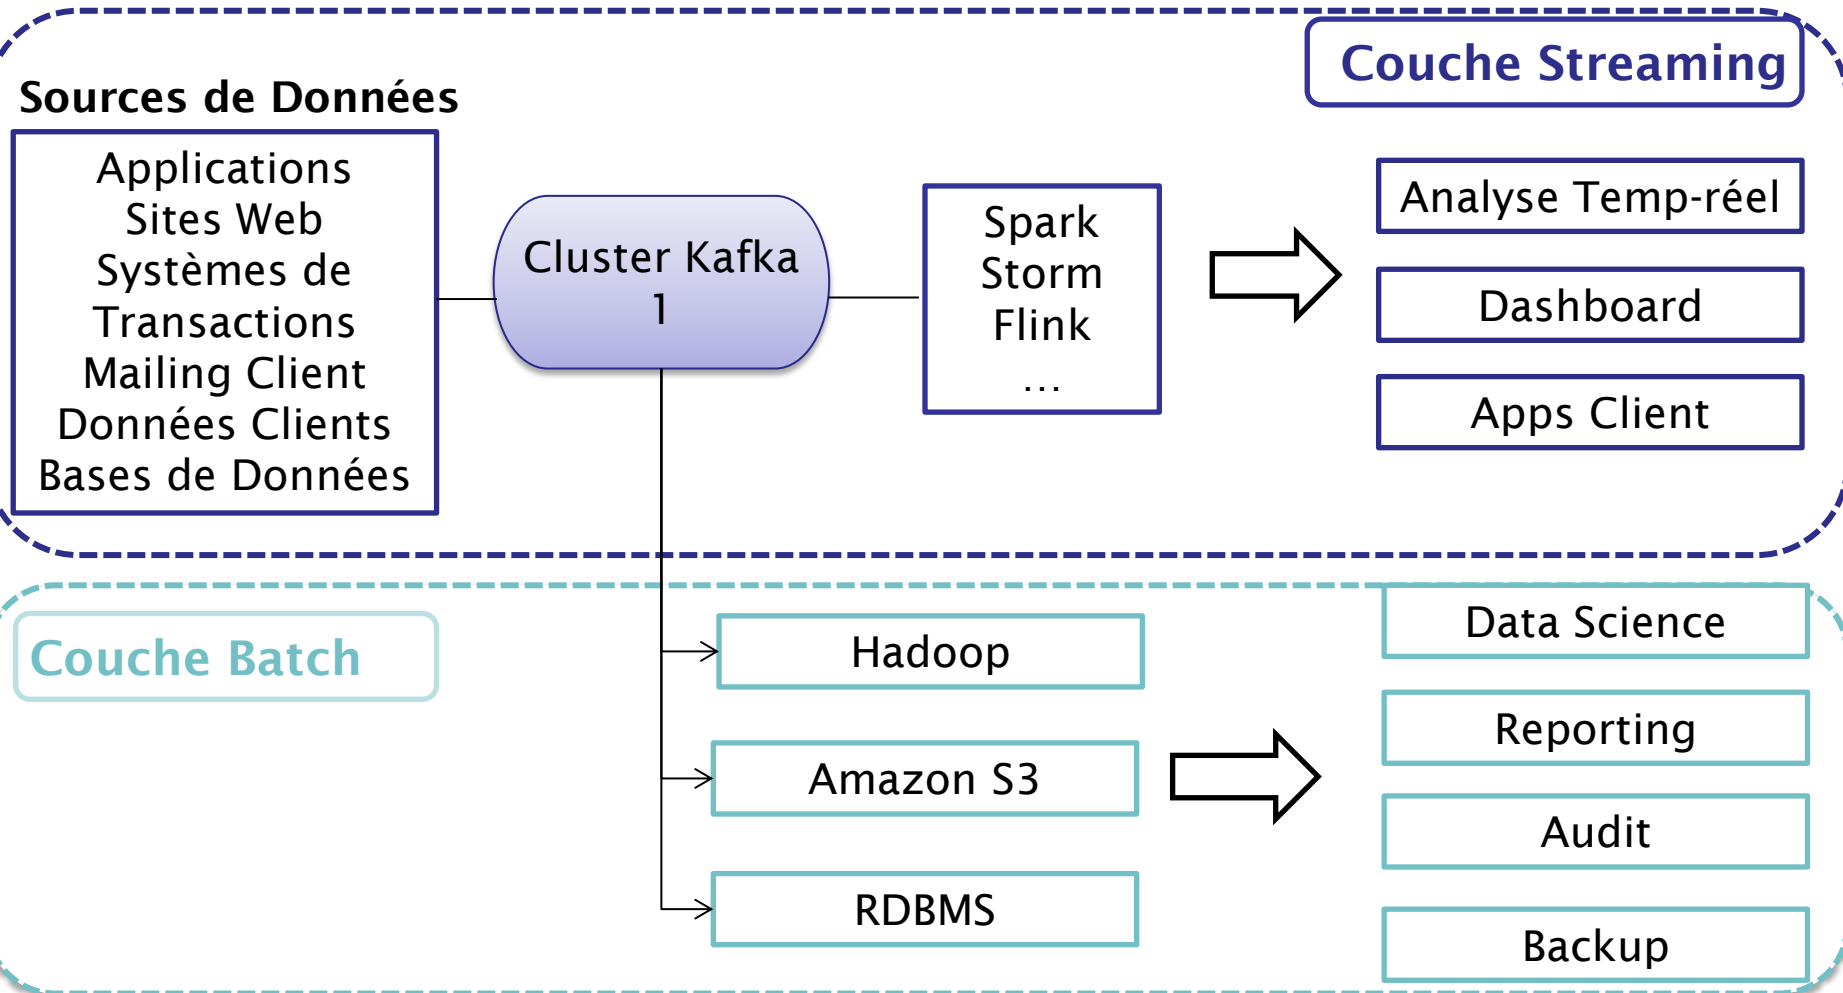 Couche Streaming
Sources de Données
Applications
Sites Web
Systèmes de
Transactions
Mailing Client
Données Clients
Bases de Données
Cluster Kafka
1
Spark
Storm
Flink
...
Analyse Temp-réel
Dashboard
Apps Client
Couche Batch
Hadoop
Amazon S3
RDBMS
Data Science
Reporting
Audit
Backup